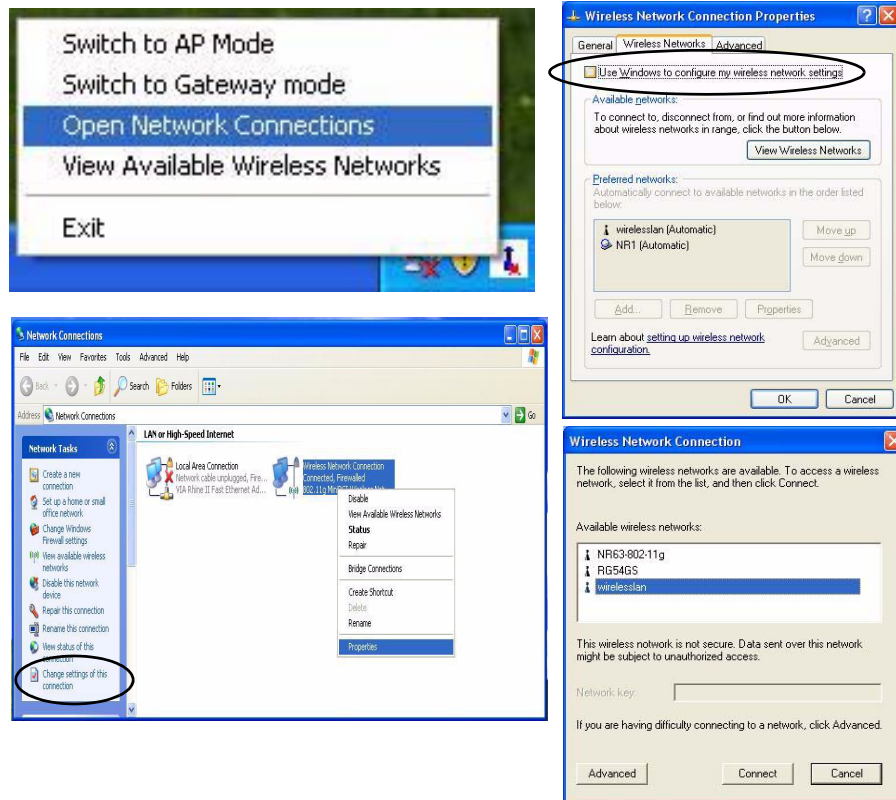 Switch to AP Mode
Switch to Gateway mode
Open Network Connections
View Available Wireless Networks
Exit
Wireless Network Connection Properties
General Wireless Networks Advanced
Use Windows to configure my wireless network settings
Available networks:
To connect to, disconnect from, or find out more information
about wireless networks in range, click the button below.
View Wireless Networks
Preferred networks:
Automatically connect to available networks in the order listed
below:
wirelesslan (Automatic)
NR1 (Automatic)
Move up
Move down
Add... Remove Properties
Learn about setting up wireless network
configuration.
Advanced
OK Cancel
Network Connections
File Edit View Favorites Tools Advanced Help
Back Search Folders
Address Network Connections Go
Network Tasks
Create a new
connection
Set up a home or small
office network
Change Windows
Firewall settings
View available wireless
networks
Disable this network
device
Repair this connection
Rename this connection
View status of this
connection
Change settings of this
connection
LAN or High-Speed Internet
Local Area Connection
Network cable unplugged, Fire...
VIA Rhine II Fast Ethernet Ad...
Wireless Network Connection
Connected, Firewalled
802.11g
Disable
View Available Wireless Networks
Status
Repair
Bridge Connections
Create Shortcut
Delete
Rename
Properties
Wireless Network Connection
The following wireless networks are available. To access a wireless
network, select it from the list, and then click Connect.
Available wireless networks:
NR63-802-11g
RG54GS
wirelesslan
This wireless notwork is not secure. Data sent over this network
might be subject to unauthorized access.
Network key:
If you are having difficulty connecting to a network, click Advanced.
Advanced Connect Cancel